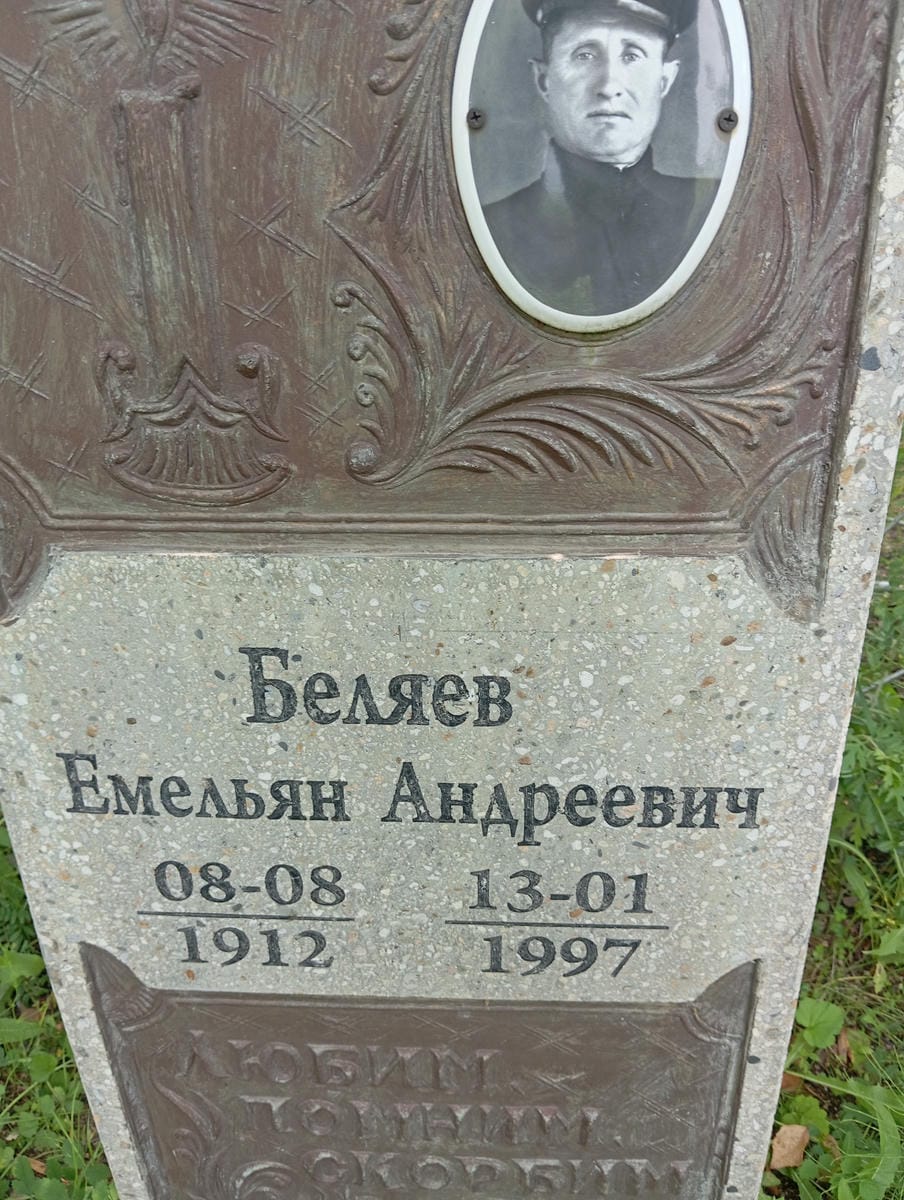 Беляев
Емельян Андреевич
08-08 13-01
1912 1997
ЛЮБИМ
ПОМНИМ
СКОРБИМ